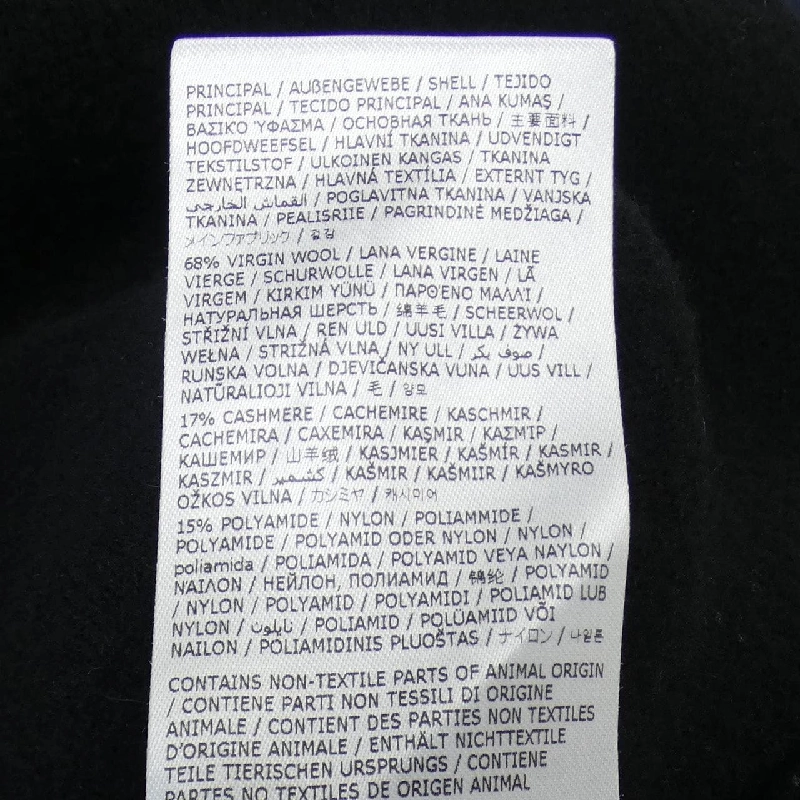 PRINCIPAL / AUßENGEWEBE / SHELL / TEJIDO
PRINCIPAL / TECIDO PRINCIPAL / ANA KUMAŞ /
ΒΑΣΙΚΌ ΎΦΑΣΜΑ / ОСНОВНАЯ ТКАНЬ / 主要面料 /
HOOFDWEEFSEL / HLAVNÍ TKANINA / UDVENDIGT
TEKSTILSTOF / ULKOINEN KANGAS / TKANINA
ZEWNĘTRZNA / HLAVNÁ TEXTÍLIA / EXTERNT TYG /
القماش الخارجي / POGLAVITNA TKANINA / VANJSKA
TKANINA / PEALISRIIE / PAGRINDINĖ MEDŽIAGA /
メインファブリック / 겉감
68% VIRGIN WOOL / LANA VERGINE / LAINE
VIERGE / SCHURWOLLE / LANA VIRGEN / LÃ
VIRGEM / KIRKIM YÜNÜ / ΠΑΡΘΈΝΟ ΜΑΛΛΊ /
НАТУРАЛЬНАЯ ШЕРСТЬ / 绵羊毛 / SCHEERWOL /
STŘIŽNÍ VLNA / REN ULD / UUSI VILLA / ŻYWA
WEŁNA / STRIŽNÁ VLNA / NY ULL / صوف بكر /
RUNSKA VOLNA / DJEVIČANSKA VUNA / UUS VILL /
NATŪRALIOJI VILNA / 毛 / 양모
17% CASHMERE / CACHEMIRE / KASCHMIR /
CACHEMIRA / CAXEMIRA / KAŞMIR / ΚΑΣΜΊΡ /
КАШЕМИР / 山羊绒 / KASJMIER / KAŠMÍR / KASMIR /
KASZMIR / كشمير / KAŠMIR / KAŠMIIR / KAŠMYRO
OŽKOS VILNA / カシミヤ / 캐시미어
15% POLYAMIDE / NYLON / POLIAMMIDE /
POLYAMIDE / POLYAMID ODER NYLON / NYLON /
poliamida / POLIAMIDA / POLYAMID VEYA NAYLON /
ΝΆΙΛΟΝ / НЕЙЛОН, ПОЛИАМИД / 锦纶 / POLYAMID
/ NYLON / POLYAMID / POLYAMIDI / POLIAMID LUB
NYLON / نايلون / POLIAMID / POLÜAMIID VÕI
NAILON / POLIAMIDINIS PLUOŠTAS / ナイロン / 나일론
CONTAINS NON-TEXTILE PARTS OF ANIMAL ORIGIN
/ CONTIENE PARTI NON TESSILI DI ORIGINE
ANIMALE / CONTIENT DES PARTIES NON TEXTILES
D'ORIGINE ANIMALE / ENTHÄLT NICHTTEXTILE
TEILE TIERISCHEN URSPRUNGS / CONTIENE
PARTES NO TEXTILES DE ORIGEN ANIMAL